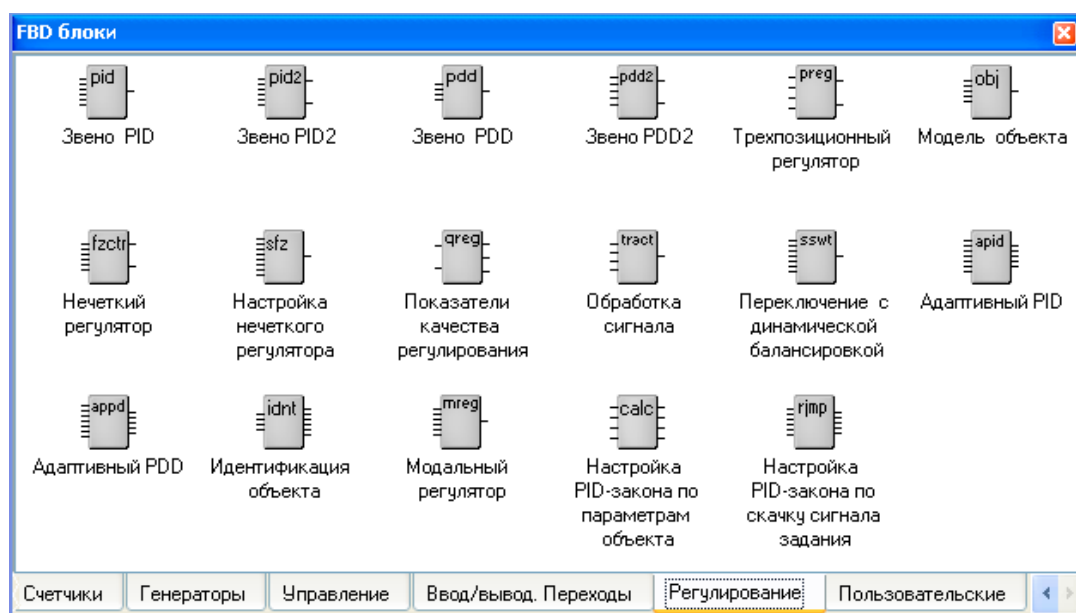 FBD блоки
pid
pid2
pdd
pdd2
preg
obj
Звено PID
Звено PID2
Звено PDD
Звено PDD2
Трехпозиционный
регулятор
Модель объекта
fzctr
sfz
qreg
tract
sswt
apid
Нечеткий
регулятор
Настройка
нечеткого
регулятора
Показатели
качества
регулирования
Обработка
сигнала
Переключение с
динамической
балансировкой
Адаптивный PID
appd
idnt
mreg
calc
rjmp
Адаптивный PDD
Идентификация
объекта
Модальный
регулятор
Настройка
PID-закона по
параметрам
объекта
Настройка
PID-закона по
скачку сигнала
задания
Счетчики
Генераторы
Управление
Ввод/вывод. Переходы
Регулирование
Пользовательские